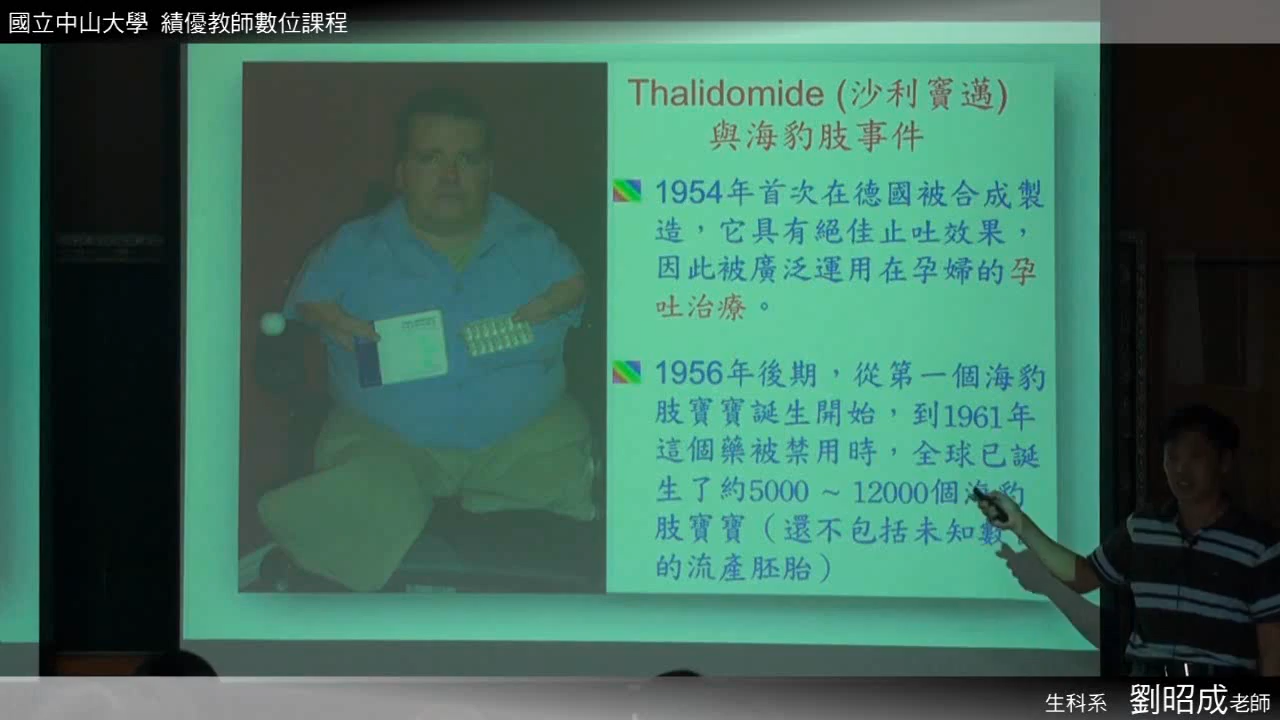 國立中山大學 績優教師數位課程
Thalidomide (沙利竇邁)
與海豹肢事件
1954年首次在德國被合成製
造，它具有絕佳止吐效果，
因此被廣泛運用在孕婦的孕
吐治療。
1956年後期，從第一個海豹
肢寶寶誕生開始，到1961年
這個藥被禁用時，全球已誕
生了約5000 ~ 12000個海豹
肢寶寶（還不包括未知數
的流產胚胎）
生科系 劉昭成老師